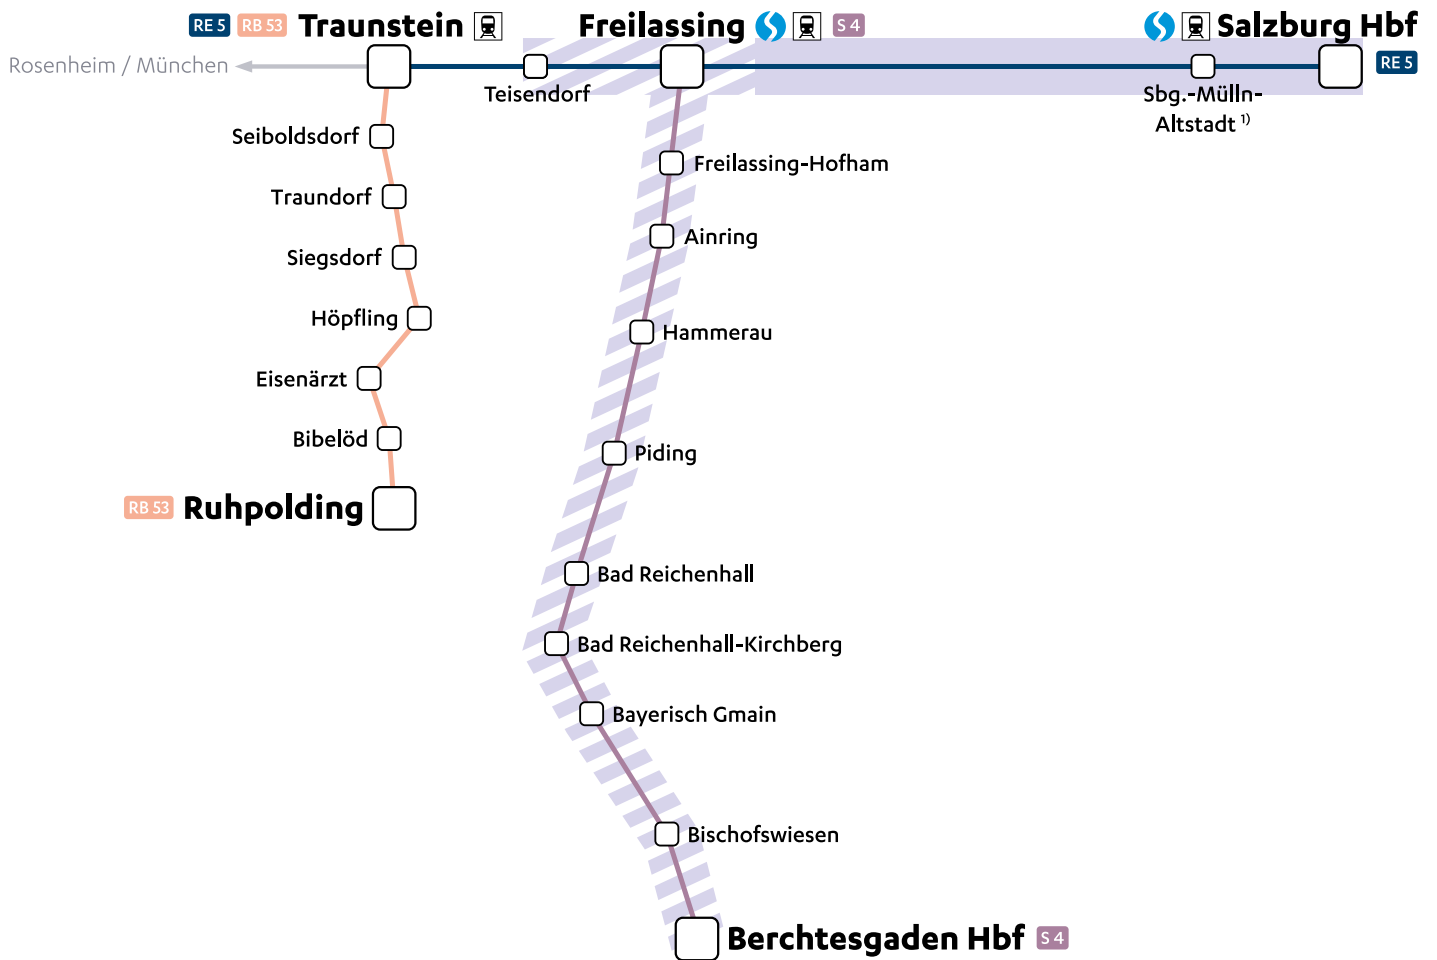 RE 5 RB 53 Traunstein
Freilassing S 4
Salzburg Hbf
Rosenheim / München
RE 5
Teisendorf
Sbg.-Mülln-
Altstadt 1)
Seiboldsdorf
Traundorf
Siegsdorf
Höpfling
Eisenärzt
Bibelöd
RB 53 Ruhpolding
Freilassing-Hofham
Ainring
Hammerau
Piding
Bad Reichenhall
Bad Reichenhall-Kirchberg
Bayerisch Gmain
Bischofswiesen
Berchtesgaden Hbf S 4